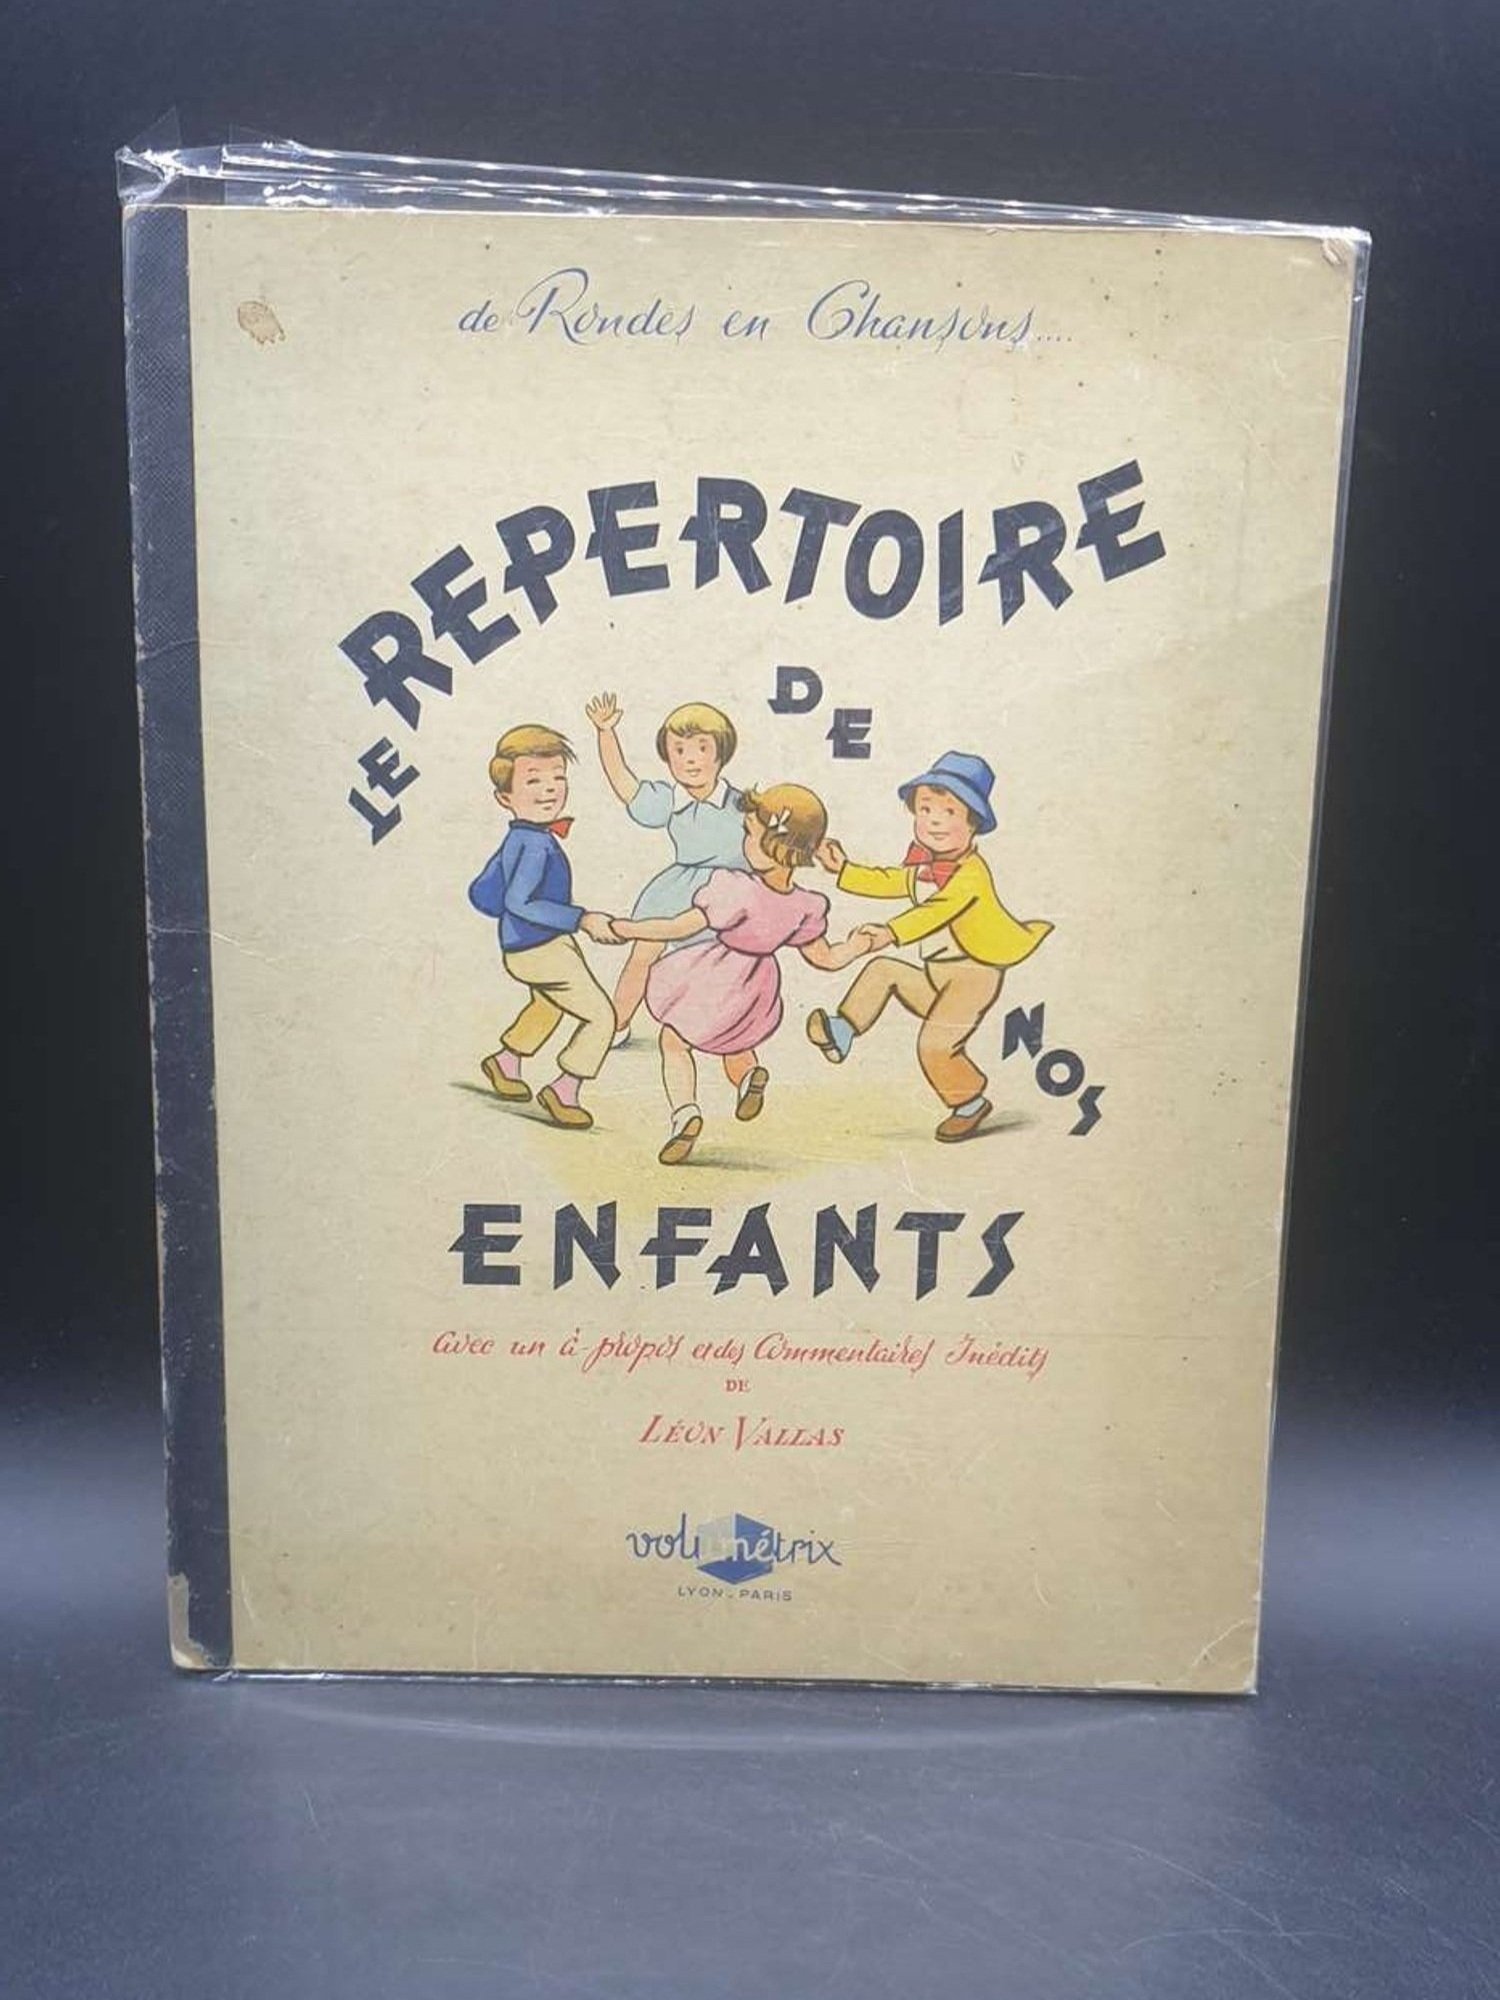 de Rondes en Chansons....
LE REPERTOIRE
DE
NOS
ENFANTS
avec un à-propos et des Commentaires Inédits
DE
LÉON VALLAS
volumétrix
LYON - PARIS